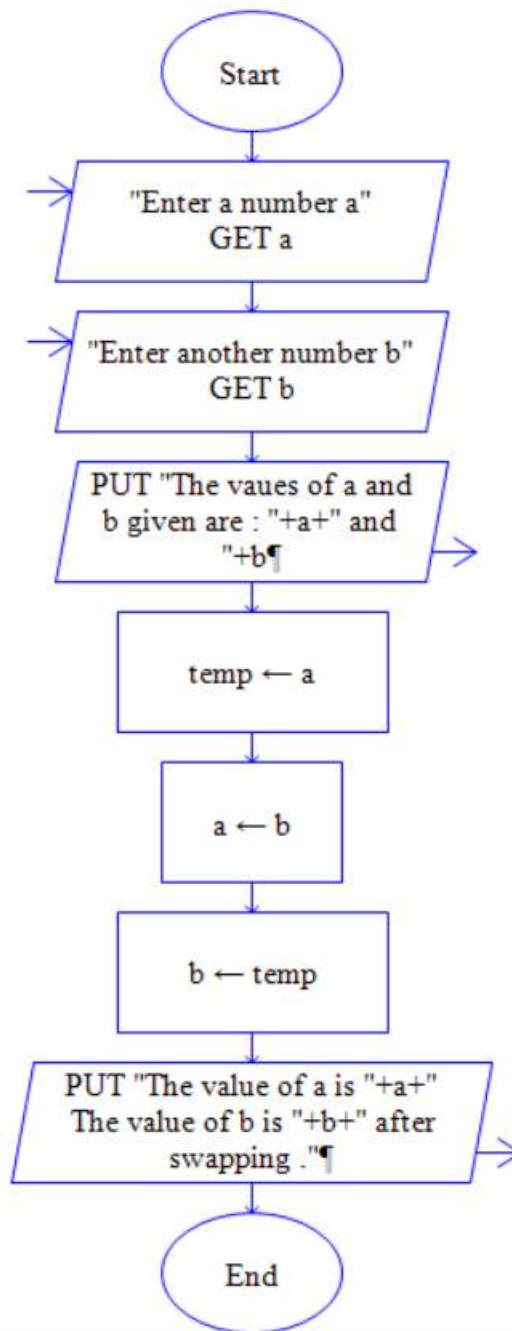 Start
"Enter a number a"
GET a
"Enter another number b"
GET b
PUT "The vaues of a and
b given are : "+a+" and
"+b¶
temp ← a
a ← b
b ← temp
PUT "The value of a is "+a+"
The value of b is "+b+" after
swapping ."¶
End